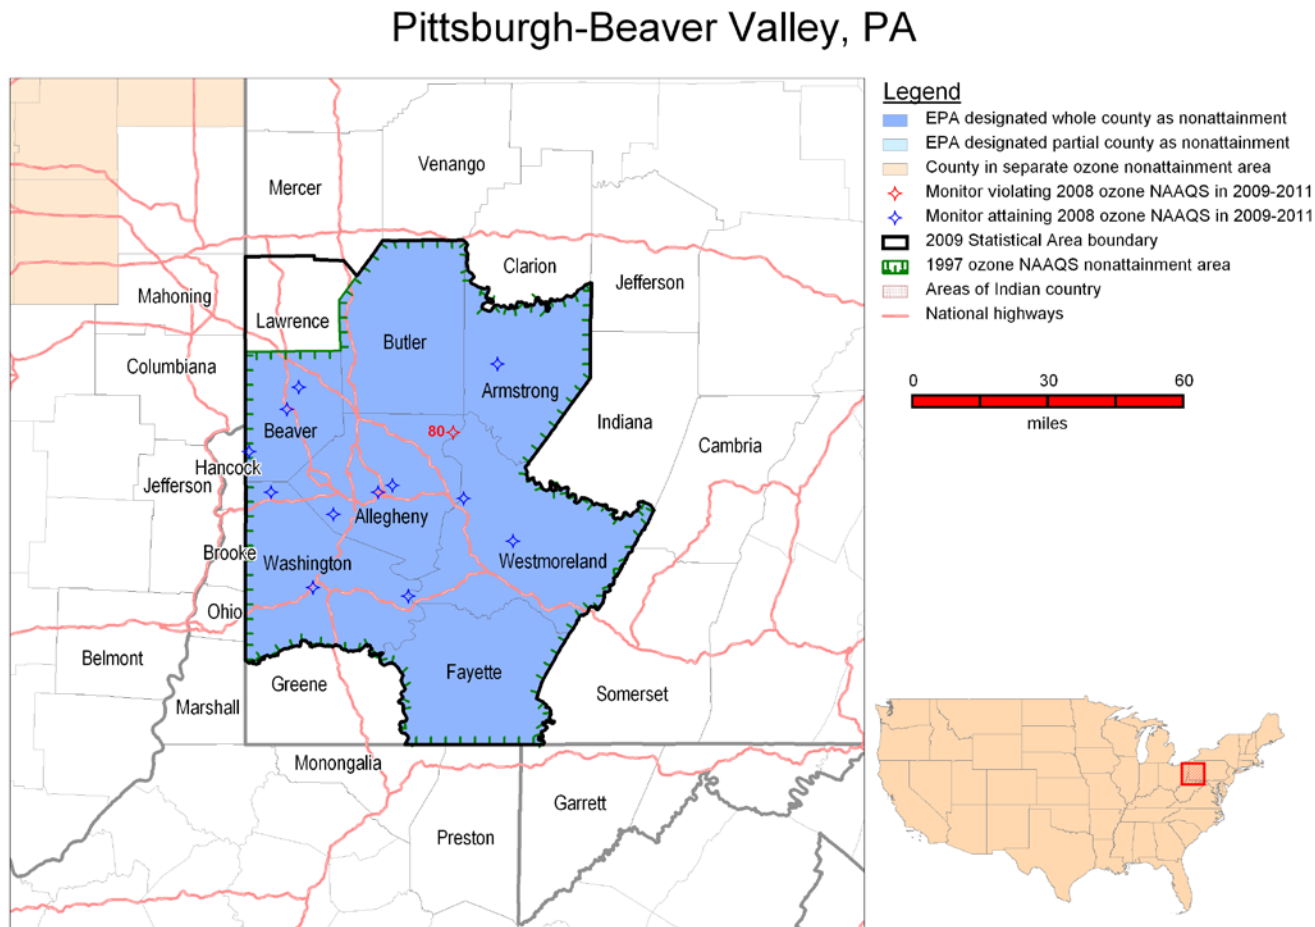 Pittsburgh-Beaver Valley, PA
Legend
EPA designated whole county as nonattainment
EPA designated partial county as nonattainment
County in separate ozone nonattainment area
Monitor violating 2008 ozone NAAQS in 2009-2011
Monitor attaining 2008 ozone NAAQS in 2009-2011
2009 Statistical Area boundary
1997 ozone NAAQS nonattainment area
Areas of Indian country
National highways
0 30 60
miles
Venango
Mercer
Clarion
Jefferson
Mahoning
Lawrence
Butler
Columbiana
Armstrong
Indiana
Beaver
80
Cambria
Hancock
Jefferson
Allegheny
Brooke
Washington
Westmoreland
Ohio
Belmont
Fayette
Greene
Somerset
Marshall
Monongalia
Garrett
Preston